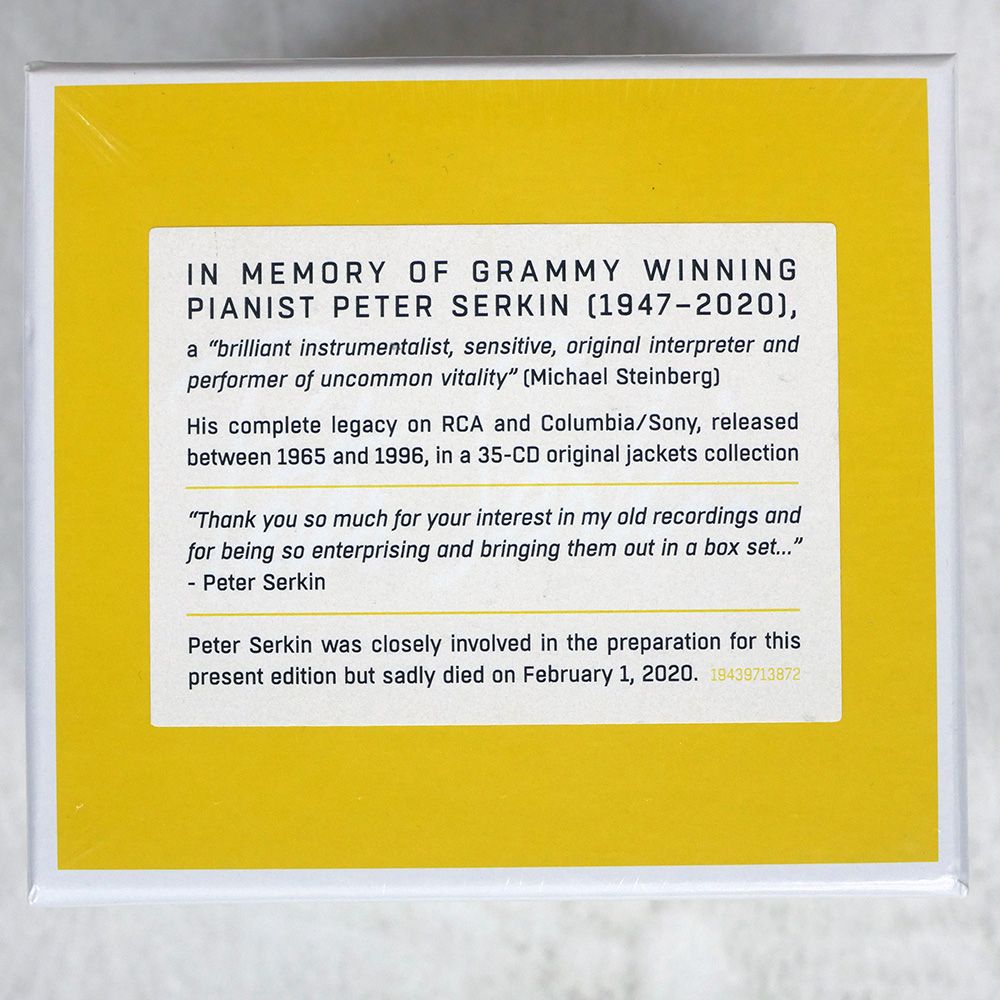 IN MEMORY OF GRAMMY WINNING
PIANIST PETER SERKIN (1947–2020),
a “brilliant instrumentalist, sensitive, original interpreter and
performer of uncommon vitality” (Michael Steinberg)
His complete legacy on RCA and Columbia/Sony, released
between 1965 and 1996, in a 35-CD original jackets collection
“Thank you so much for your interest in my old recordings and
for being so enterprising and bringing them out in a box set...”
- Peter Serkin
Peter Serkin was closely involved in the preparation for this
present edition but sadly died on February 1, 2020. 19439713872